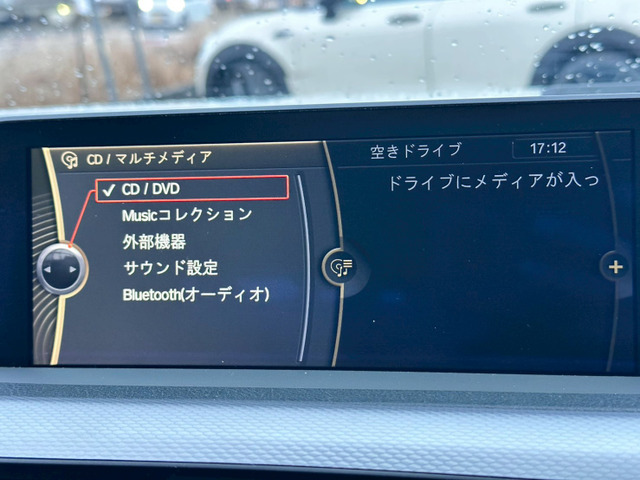 CD / マルチメディア
CD / DVD
Musicコレクション
外部機器
サウンド設定
Bluetooth(オーディオ)
空きドライブ 17:12
ドライブにメディアが入っ